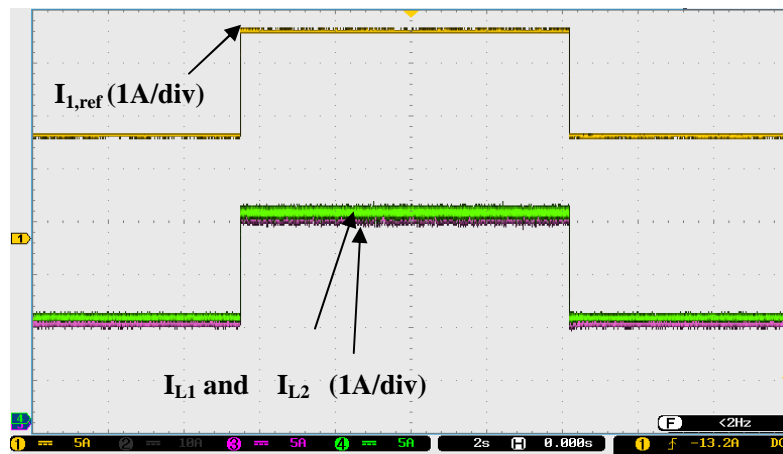 I1,ref (1A/div)
1
IL1 and IL2 (1A/div)
4
F <2Hz
1 5A 2 10A 3 5A 4 5A 2s H 0.000s 1 -13.2A DC